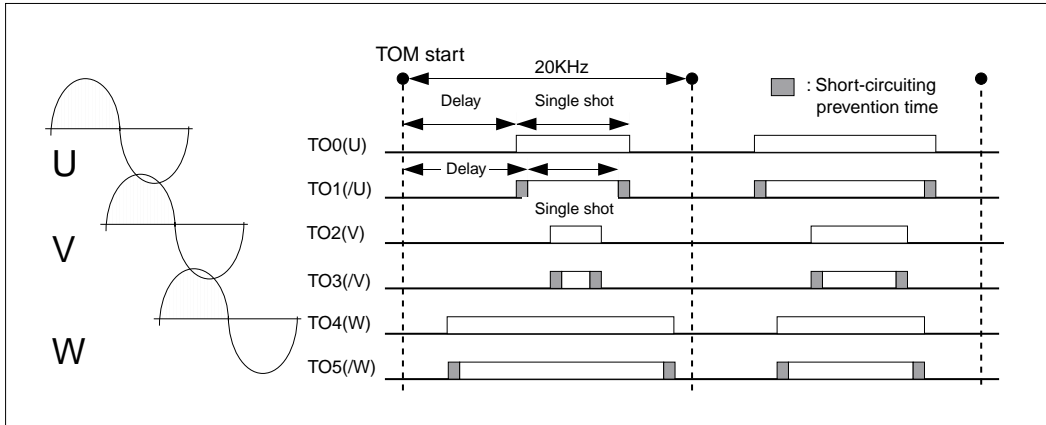 TOM start
20KHz
: Short-circuiting
prevention time
Delay
Single shot
TO0(U)
Delay
TO1(/U)
Single shot
TO2(V)
TO3(/V)
TO4(W)
TO5(/W)
U
V
W